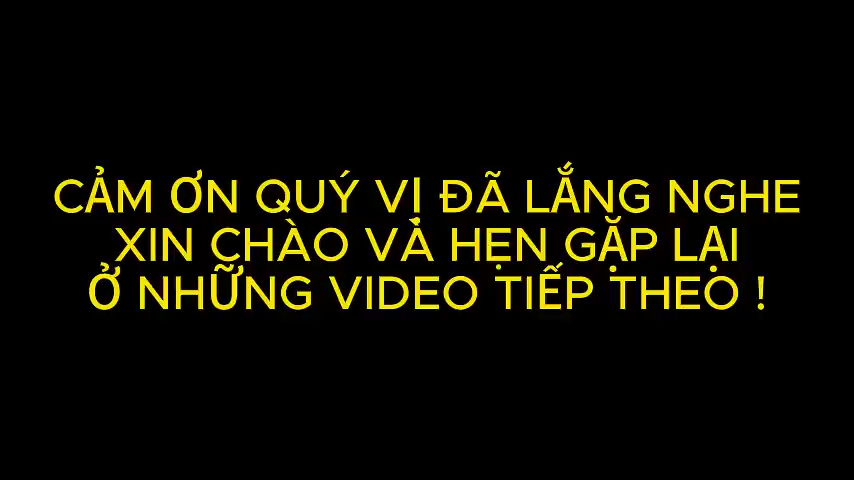 CẢM ƠN QUÝ VỊ ĐÃ LẮNG NGHE
XIN CHÀO VÀ HẸN GẶP LẠI
Ở NHỮNG VIDEO TIẾP THEO !